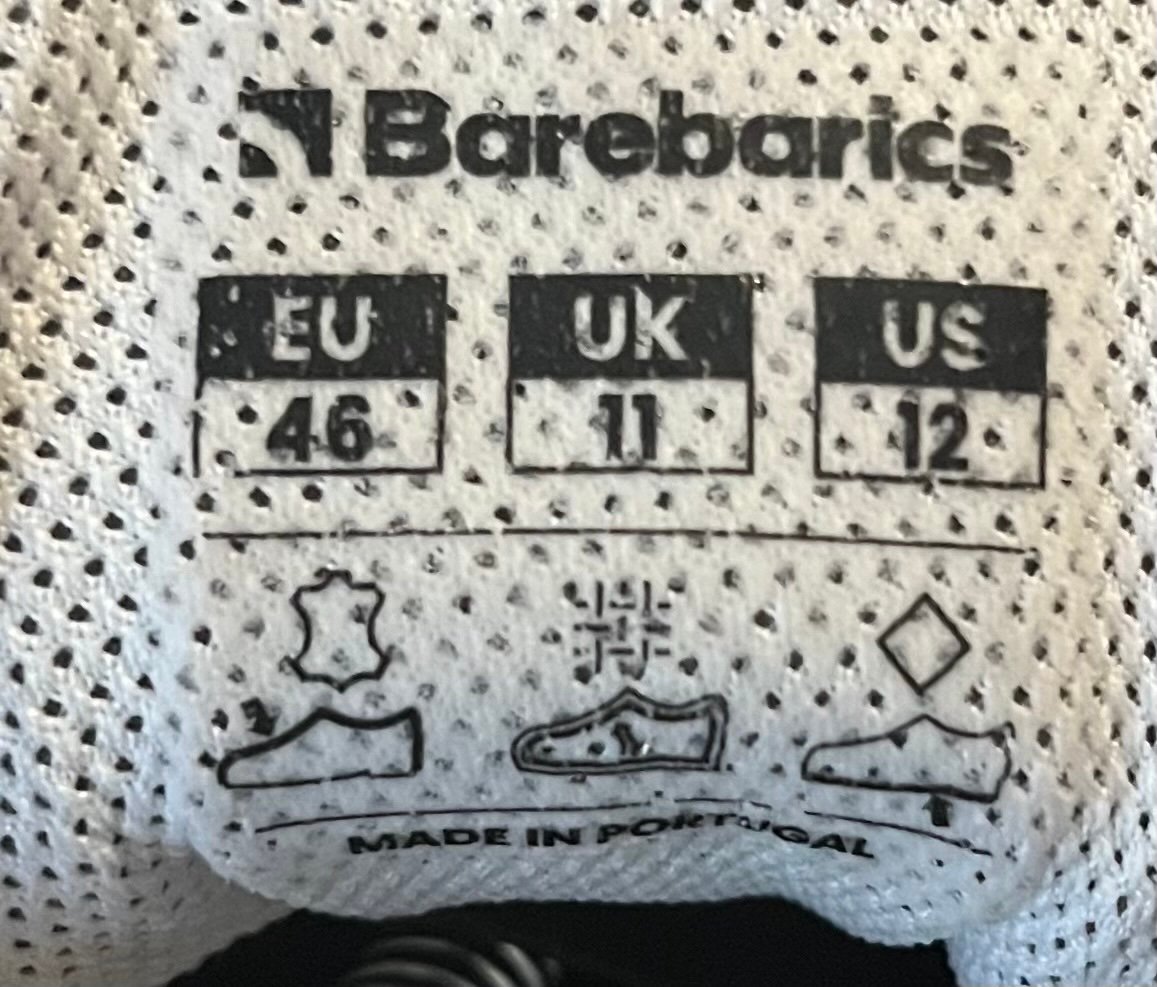 Barebarics
EU UK US
46 11 12
MADE IN PORTUGAL